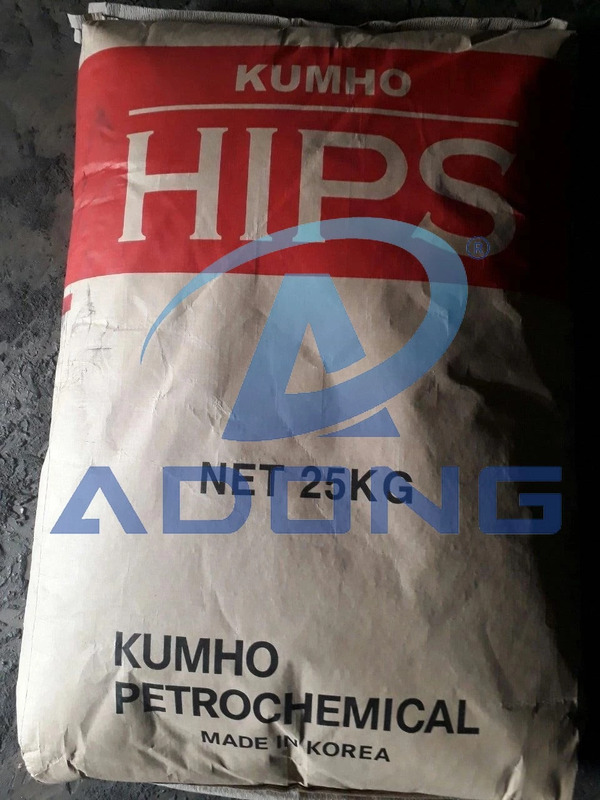 KUMHO
HIPS
®
ADONG
NET 25KG
KUMHO
PETROCHEMICAL
MADE IN KOREA